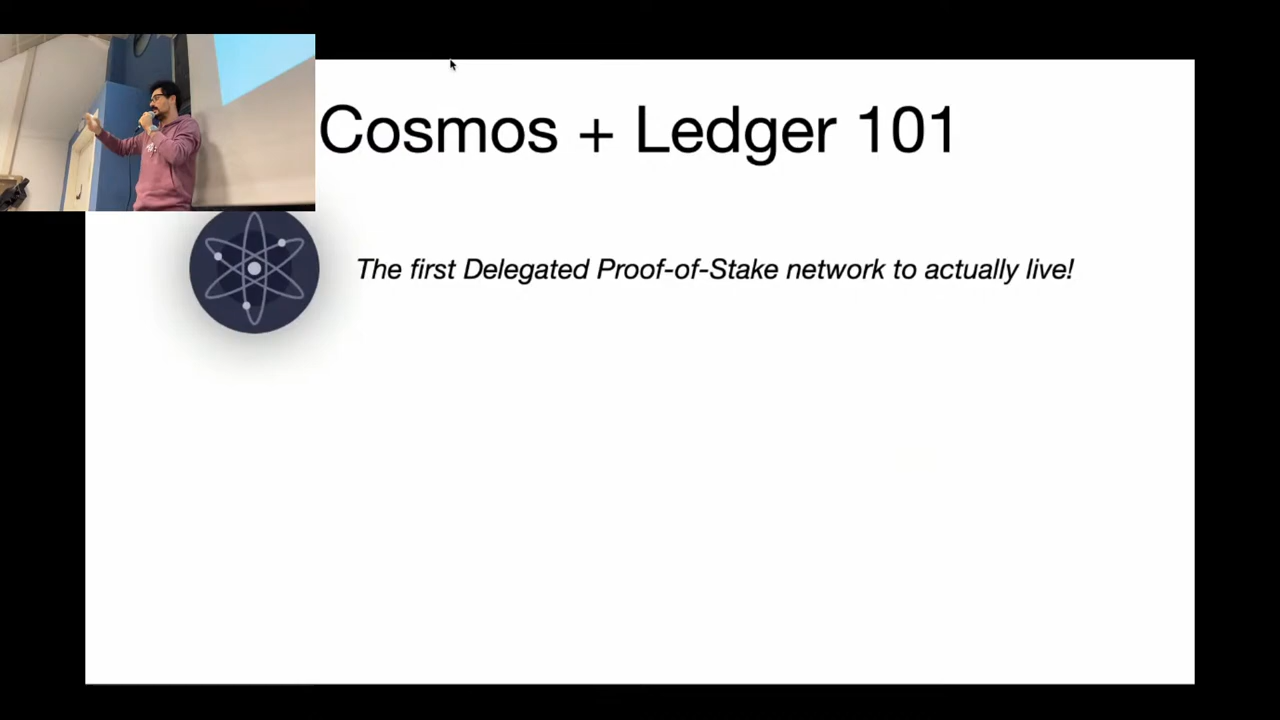 Cosmos + Ledger 101
The first Delegated Proof-of-Stake network to actually live!